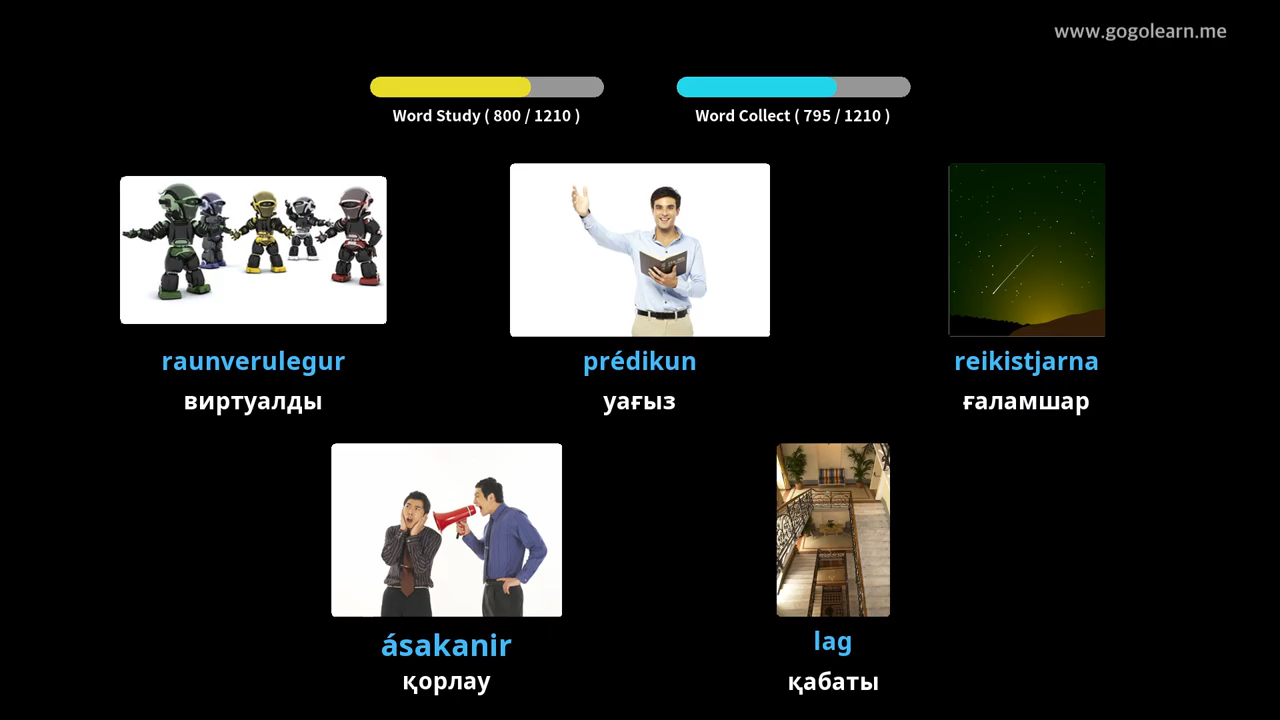 www.gogolearn.me
Word Study ( 800 / 1210 )
Word Collect ( 795 / 1210 )
raunverulegur
виртуалды
prédikun
уағыз
reikistjarna
ғаламшар
ásakanir
қорлау
lag
қабаты